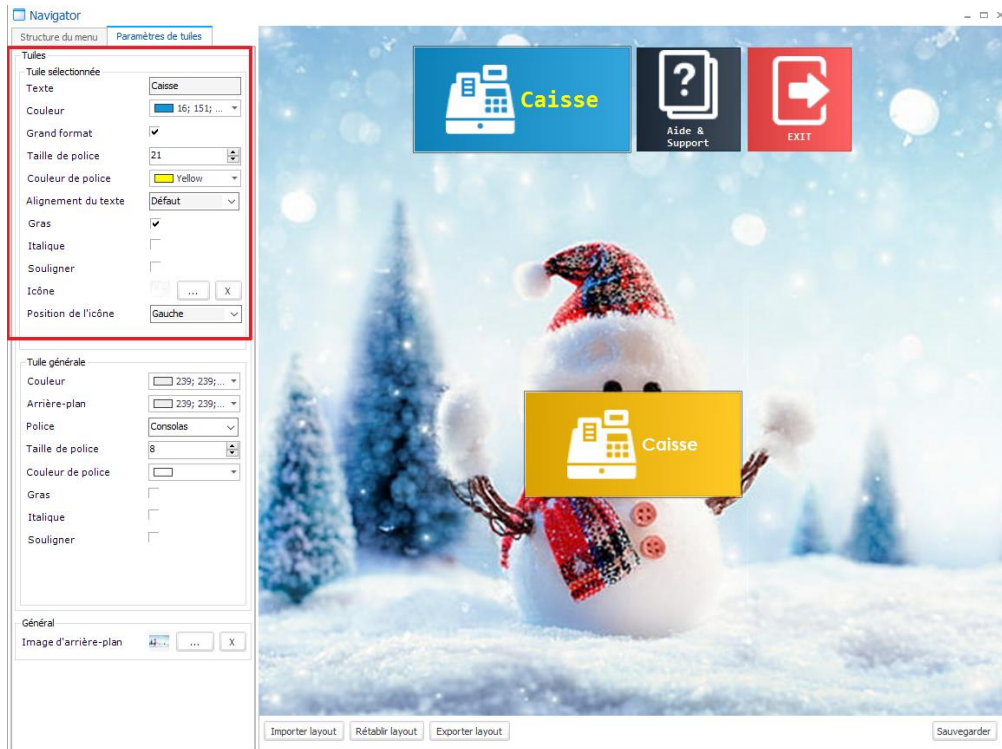 Navigator
Structure du menu
Paramètres de tuiles
Tuiles
Tuile sélectionnée
Texte
Caisse
Couleur
16; 151; ...
Grand format
Taille de police
21
Couleur de police
Yellow
Alignement du texte
Défaut
Gras
Italique
Souligner
Icône
...
X
Position de l'icône
Gauche
Tuile générale
Couleur
239; 239;...
Arrière-plan
239; 239;...
Police
Consolas
Taille de police
8
Couleur de police
Gras
Italique
Souligner
Général
Image d'arrière-plan
...
X
Caisse
?
Aide &
Support
EXIT
Caisse
Importer layout
Rétablir layout
Exporter layout
Sauvegarder